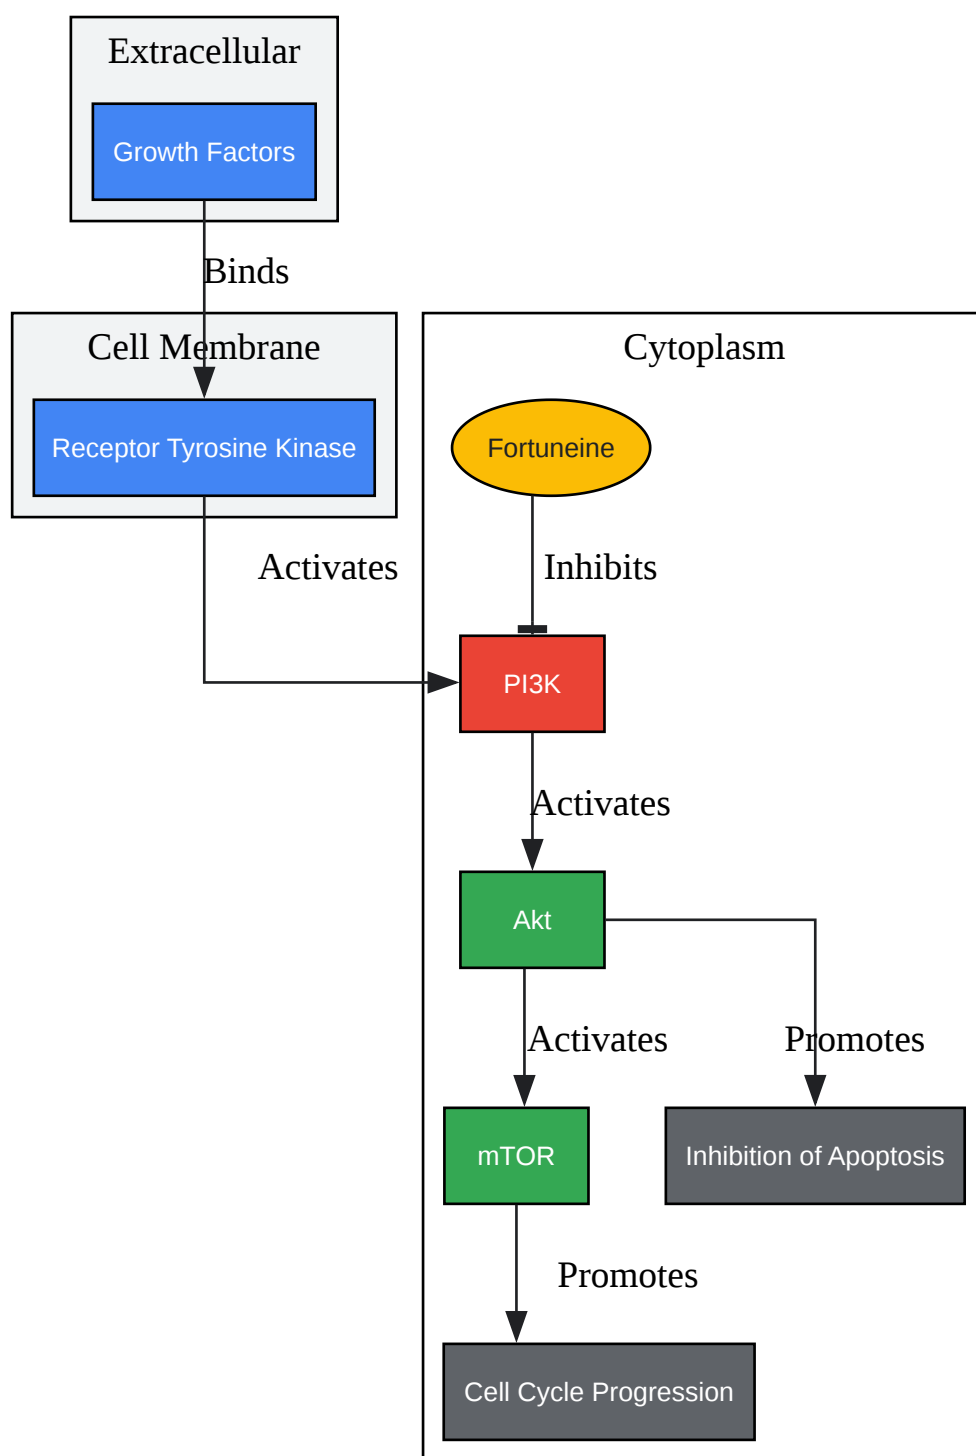 Extracellular
Growth Factors
Binds
Cell Membrane
Cytoplasm
Receptor Tyrosine Kinase
Fortuneine
Activates
Inhibits
PI3K
Activates
Akt
Activates
Promotes
mTOR
Inhibition of Apoptosis
Promotes
Cell Cycle Progression